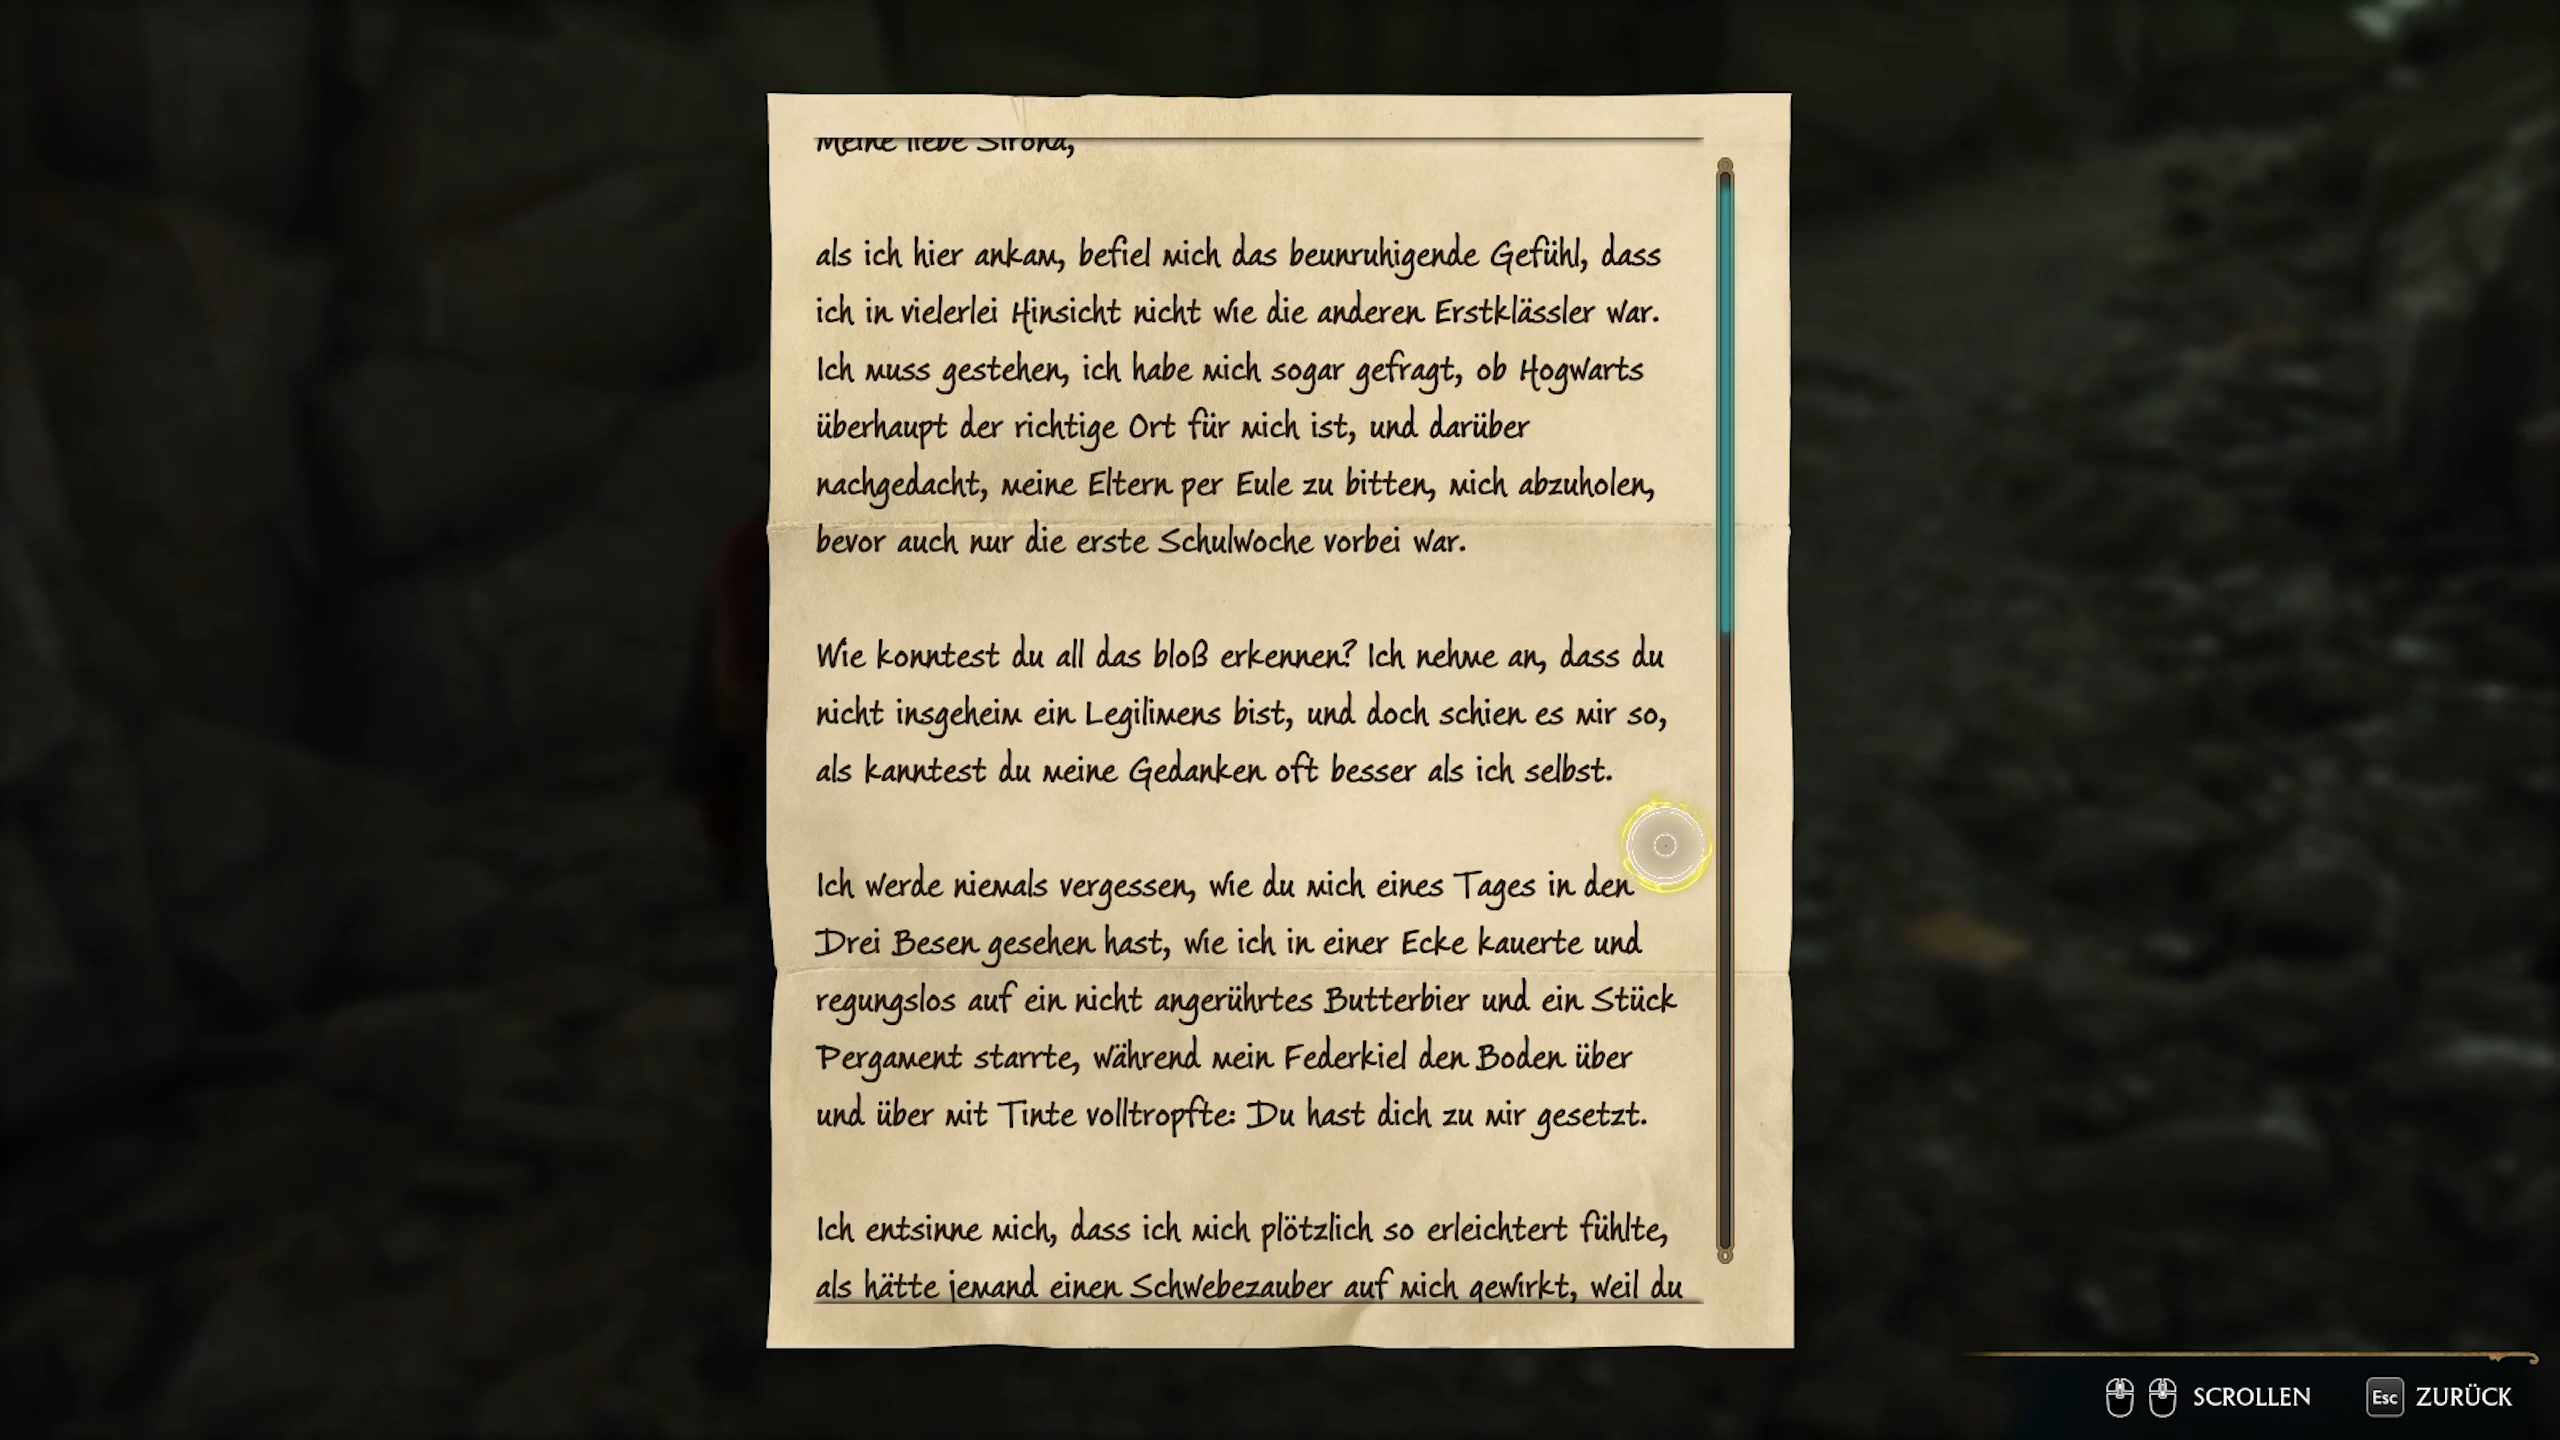 Meine liebe Sirona,
als ich hier ankam, befiel mich das beunruhigende Gefühl, dass
ich in vielerlei Hinsicht nicht wie die anderen Erstklässler war.
Ich muss gestehen, ich habe mich sogar gefragt, ob Hogwarts
überhaupt der richtige Ort für mich ist, und darüber
nachgedacht, meine Eltern per Eule zu bitten, mich abzuholen,
bevor auch nur die erste Schulwoche vorbei war.
Wie konntest du all das bloß erkennen? Ich nehme an, dass du
nicht insgeheim ein Legilimens bist, und doch schien es mir so,
als kanntest du meine Gedanken oft besser als ich selbst.
Ich werde niemals vergessen, wie du mich eines Tages in den
Drei Besen gesehen hast, wie ich in einer Ecke kauerte und
regungslos auf ein nicht angerührtes Butterbier und ein Stück
Pergament starrte, während mein Federkiel den Boden über
und über mit Tinte volltropfte: Du hast dich zu mir gesetzt.
Ich entsinne mich, dass ich mich plötzlich so erleichtert fühlte,
als hätte jemand einen Schwebezauber auf mich gewirkt, weil du
SCROLLEN
Esc ZURÜCK